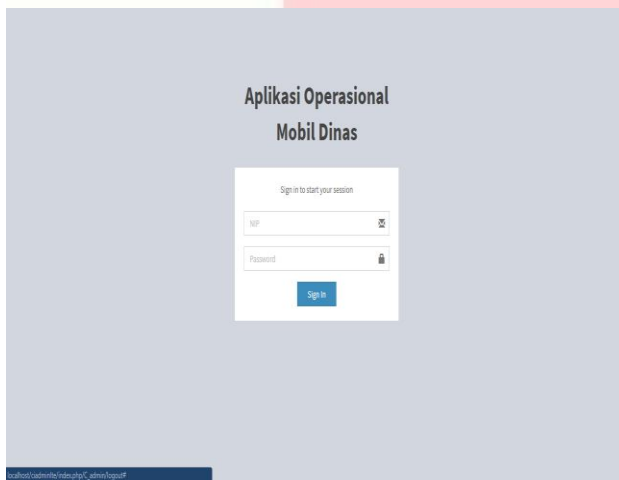 Aplikasi Operasional
Mobil Dinas
Sign in to start your session
NIP
Password
Sign In
localhost/ciadminlte/index.php/C_admin/logout#